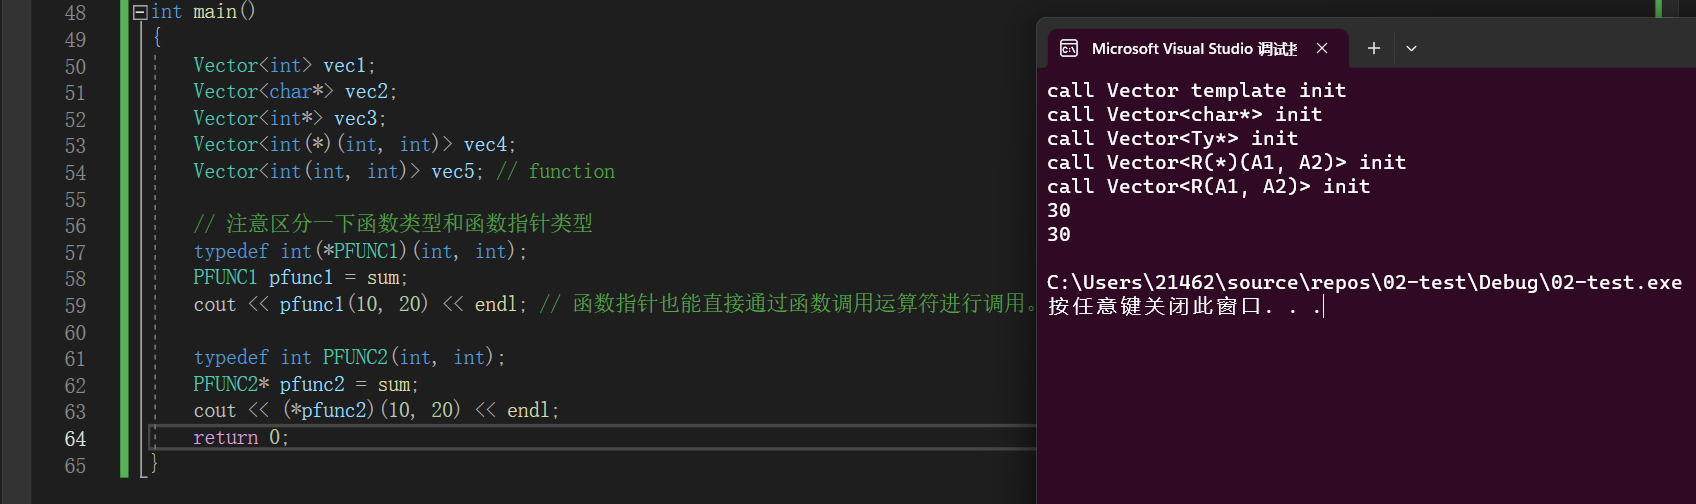 48 int main()
49 {
50 Vector<int> vec1;
51 Vector<char*> vec2;
52 Vector<int*> vec3;
53 Vector<int(*)(int, int)> vec4;
54 Vector<int(int, int)> vec5; // function
55
56 // 注意区分一下函数类型和函数指针类型
57 typedef int(*PFUNC1)(int, int);
58 PFUNC1 pfunc1 = sum;
59 cout << pfunc1(10, 20) << endl; // 函数指针也能直接通过函数调用运算符进行调用。
60
61 typedef int PFUNC2(int, int);
62 PFUNC2* pfunc2 = sum;
63 cout << (*pfunc2)(10, 20) << endl;
64 return 0;
65 }
Microsoft Visual Studio 调试
call Vector template init
call Vector<char*> init
call Vector<Ty*> init
call Vector<R(*)(A1, A2)> init
call Vector<R(A1, A2)> init
30
30
C:\Users\21462\source\repos\02-test\Debug\02-test.exe
按任意键关闭此窗口. . .